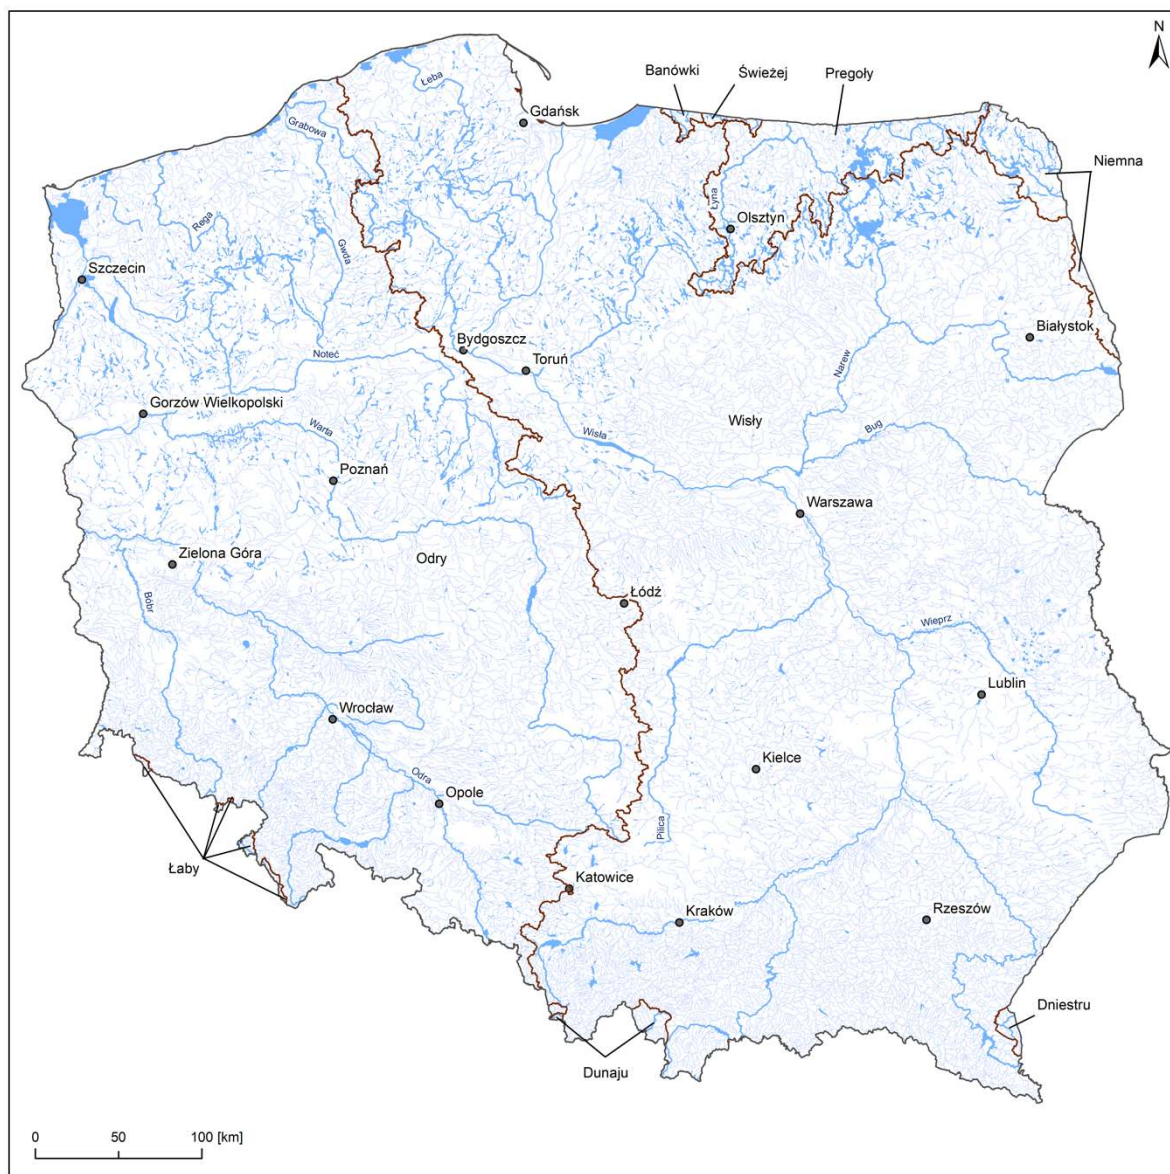 N
Banówki
Świeżej
Pregoły
Łeba
Gdańsk
Grabowa
Niemna
Łyna
Rega
Olsztyn
Gwda
Szczecin
Białystok
Bydgoszcz
Noteć
Toruń
Narew
Gorzów Wielkopolski
Wisły
Warta
Wisła
Bug
Poznań
Warszawa
Zielona Góra
Odry
Bóbr
Łódź
Wieprz
Lublin
Wrocław
Kielce
Odra
Opole
Pilica
Łaby
Katowice
Kraków
Rzeszów
Dniestru
Dunaju
0 50 100 [km]